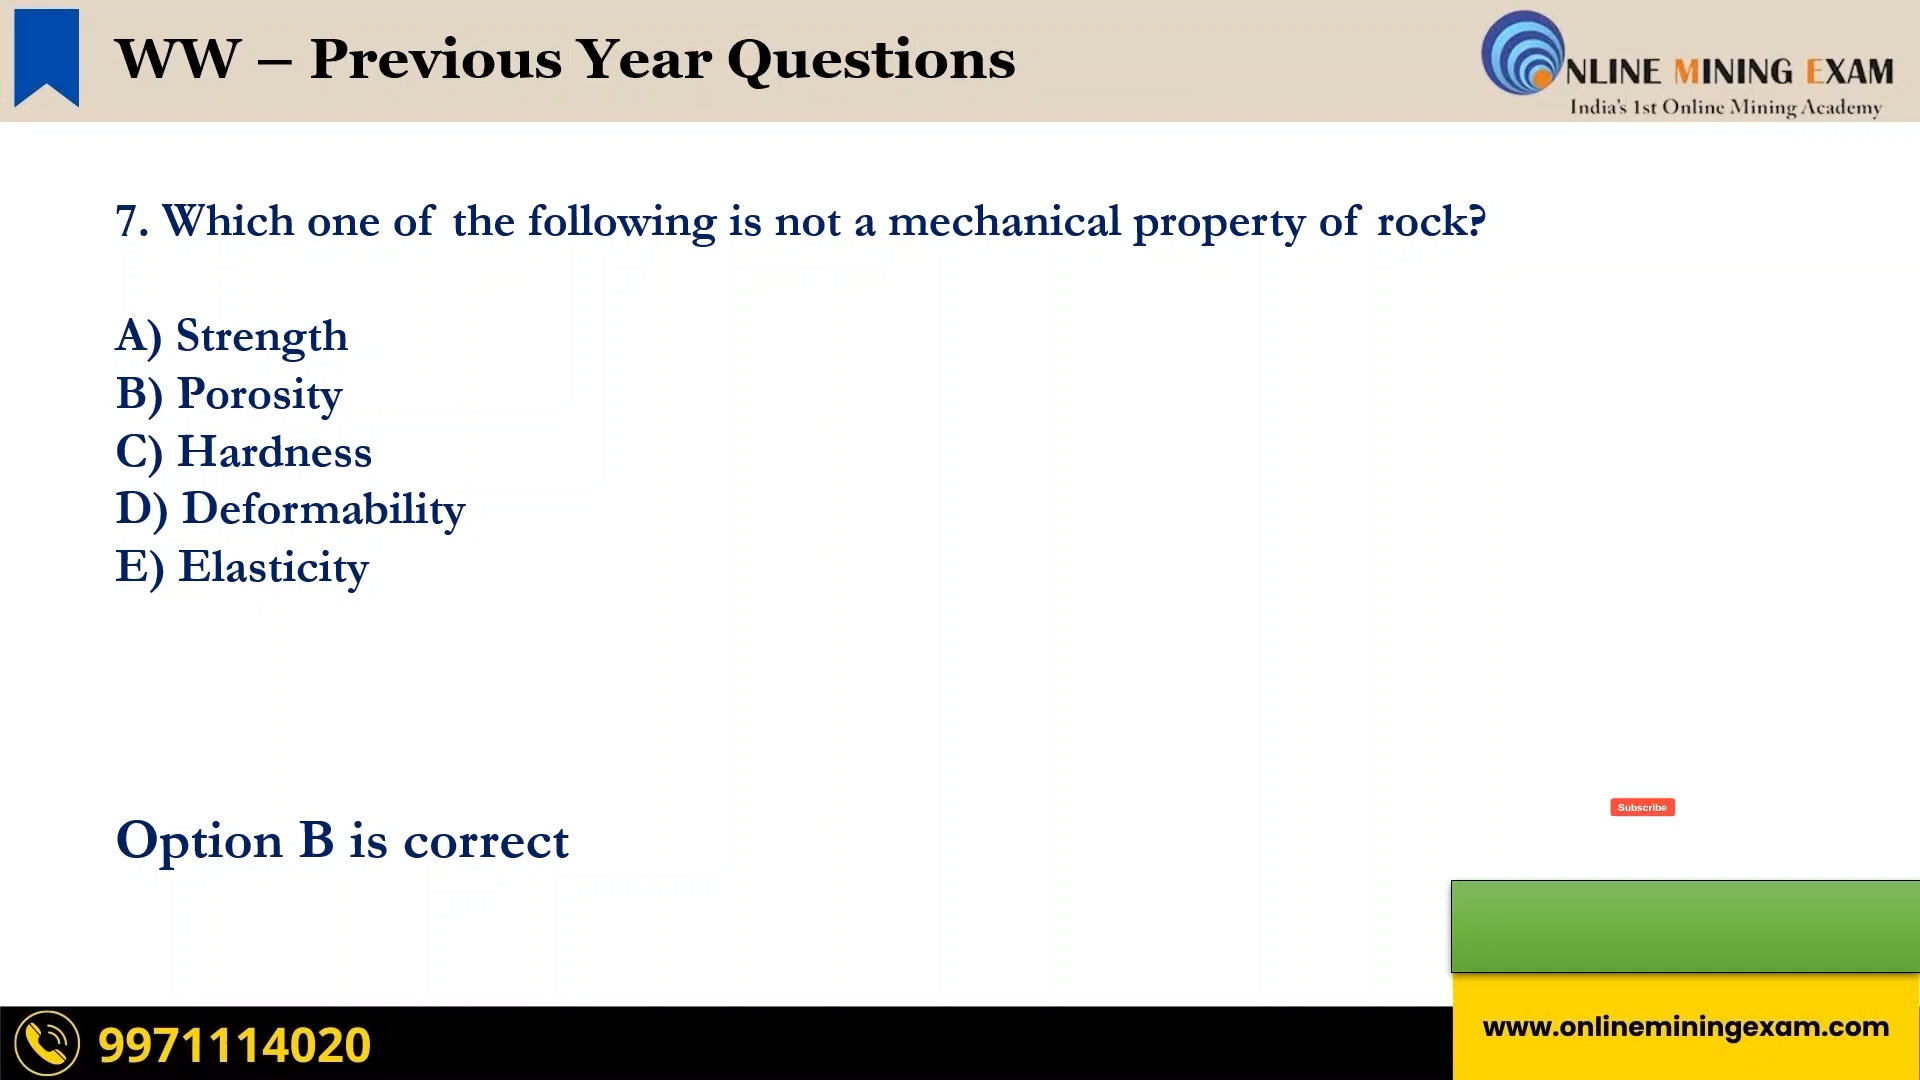 WW – Previous Year Questions
NLINE MINING EXAM
India's 1st Online Mining Academy
7. Which one of the following is not a mechanical property of rock?
A) Strength
B) Porosity
C) Hardness
D) Deformability
E) Elasticity
Option B is correct
Subscribe
9971114020
www.onlineminingexam.com